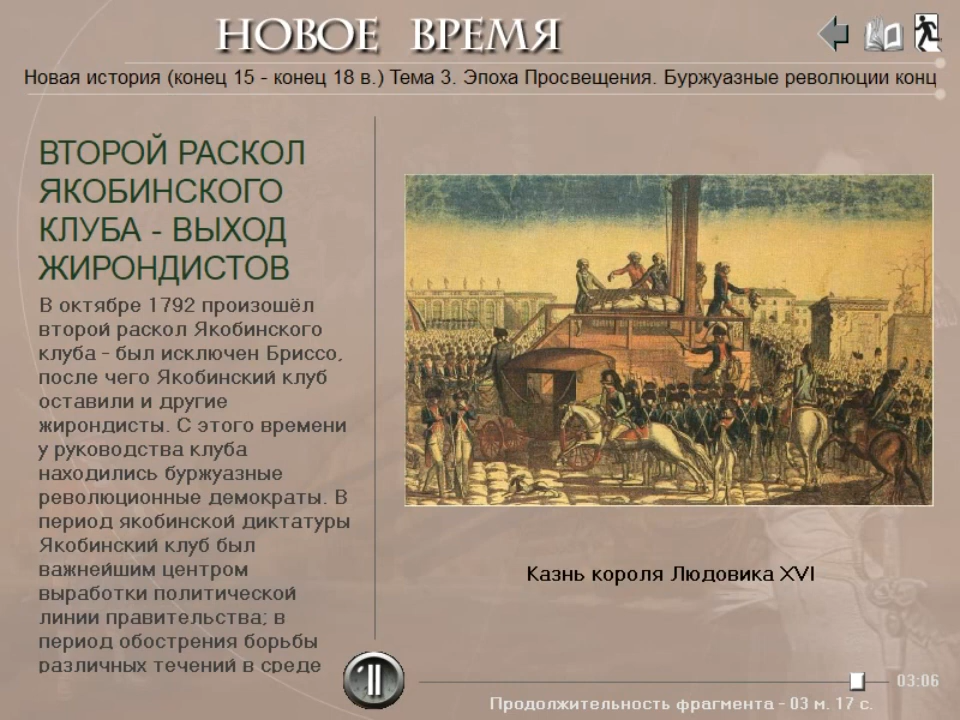 НОВОЕ ВРЕМЯ
Новая история (конец 15 - конец 18 в.) Тема 3. Эпоха Просвещения. Буржуазные революции конц
ВТОРОЙ РАСКОЛ
ЯКОБИНСКОГО
КЛУБА - ВЫХОД
ЖИРОНДИСТОВ
В октябре 1792 произошёл
второй раскол Якобинского
клуба - был исключен Бриссо,
после чего Якобинский клуб
оставили и другие
жирондисты. С этого времени
у руководства клуба
находились буржуазные
революционные демократы. В
период якобинской диктатуры
Якобинский клуб был
важнейшим центром
выработки политической
линии правительства; в
период обострения борьбы
различных течений в среде
Казнь короля Людовика XVI
03:06
Продолжительность фрагмента - 03 м. 17 с.